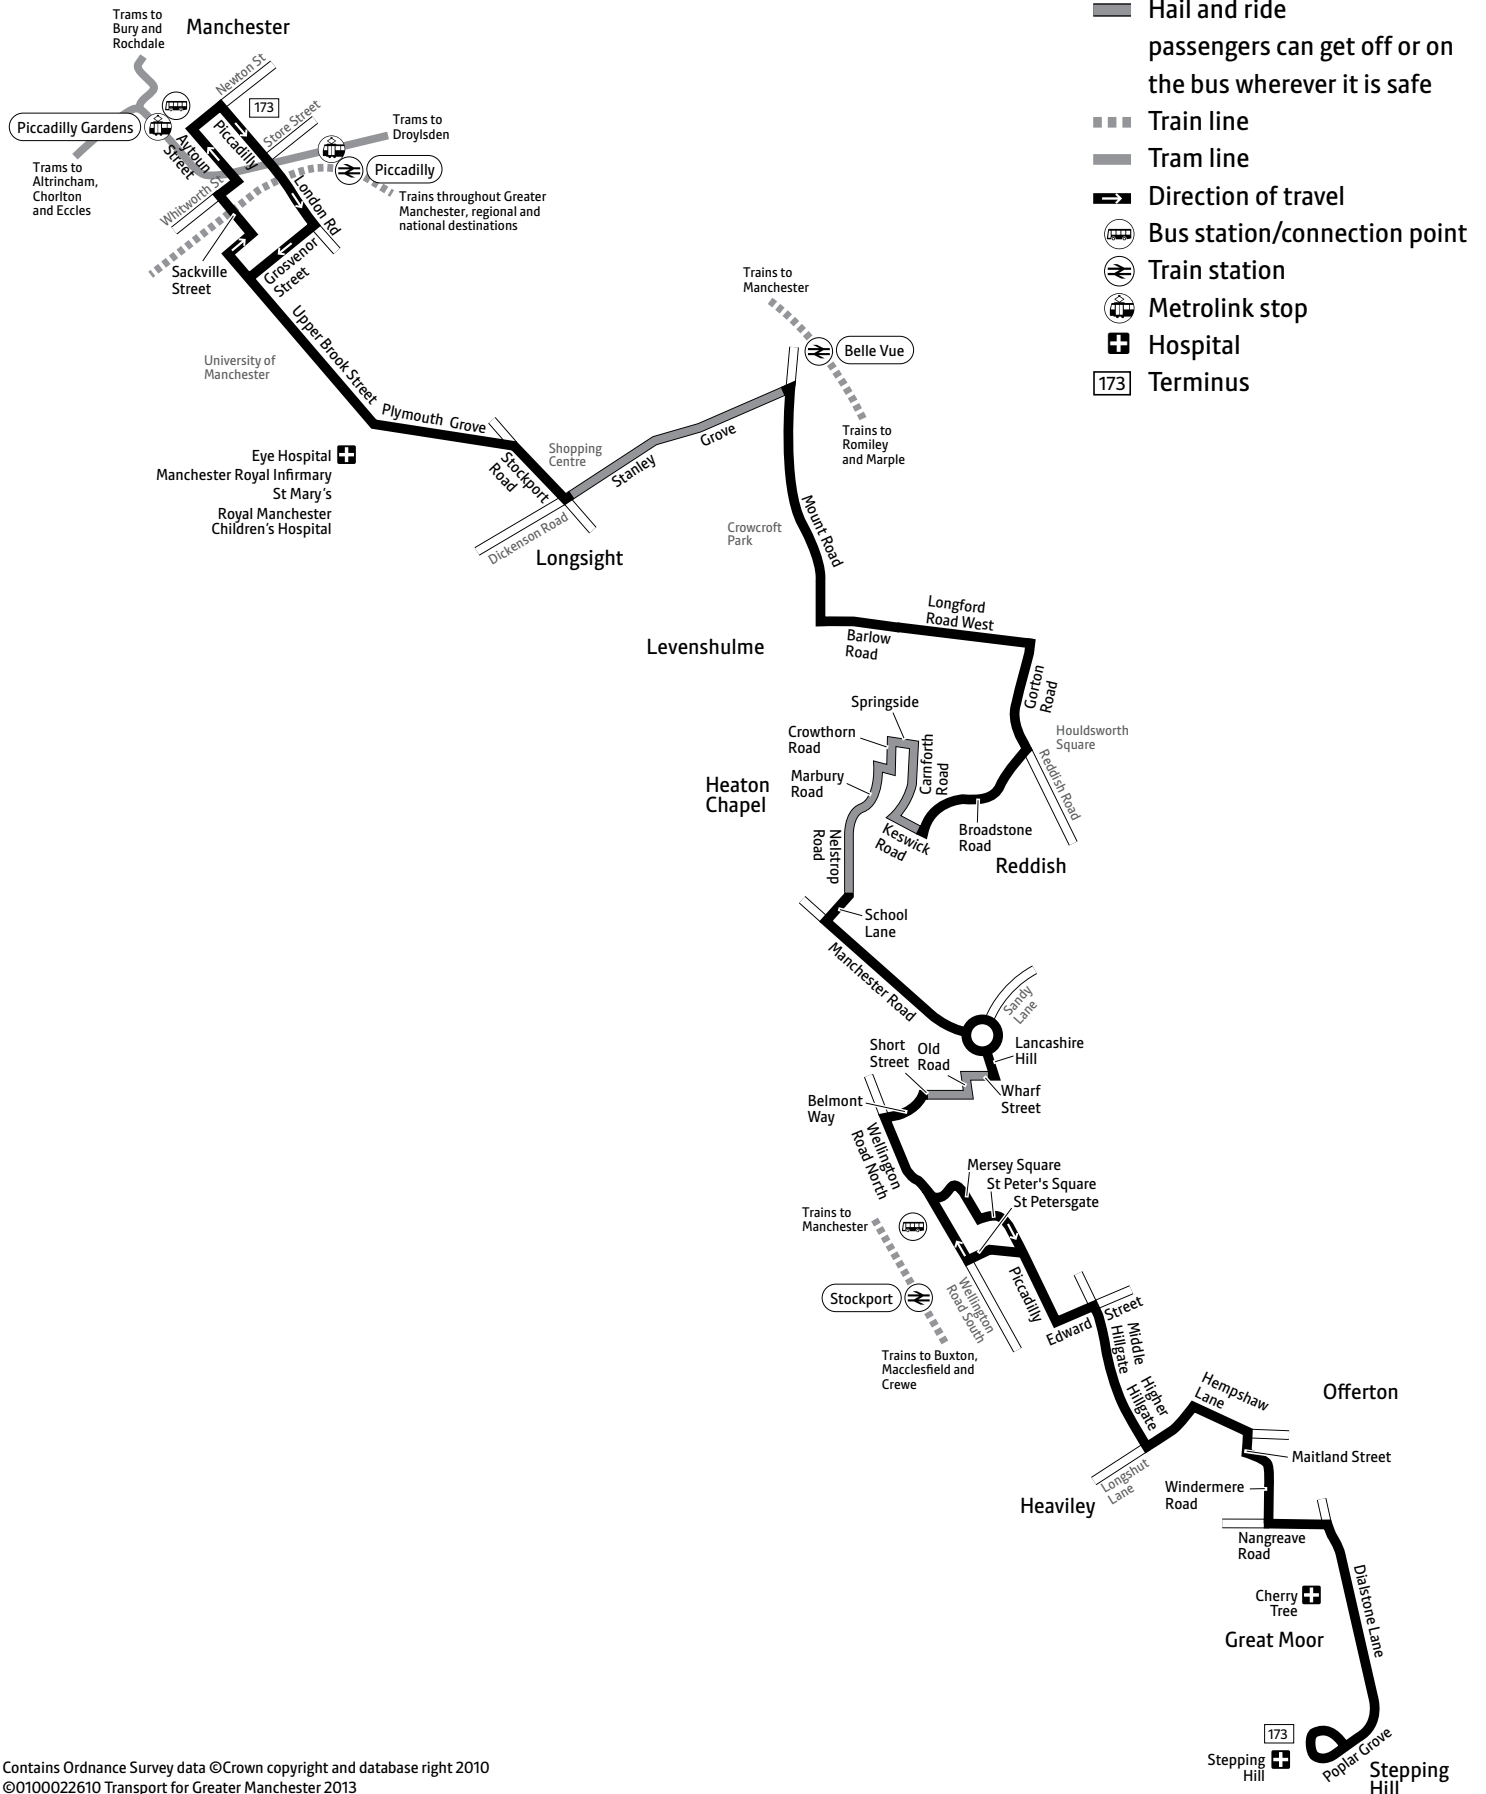 Hail and ride
passengers can get off or on
the bus wherever it is safe
Train line
Tram line
Direction of travel
Bus station/connection point
Train station
Metrolink stop
Hospital
173 Terminus
Trams to
Bury and
Rochdale
Manchester
Newton St
173
Store Street
Piccadilly Gardens
Piccadilly
Aytoun
Street
Trams to
Droylsden
Trams to
Altrincham,
Chorlton
and Eccles
Piccadilly
Whitworth St
London Rd
Trains throughout Greater
Manchester, regional and
national destinations
Grosvenor
Street
Sackville
Street
Upper Brook Street
University of
Manchester
Trains to
Manchester
Belle Vue
Plymouth Grove
Eye Hospital
Manchester Royal Infirmary
St Mary's
Royal Manchester
Children's Hospital
Shopping
Centre
Stockport
Road
Stanley
Grove
Trains to
Romiley
and Marple
Dickenson Road
Longsight
Crowcroft
Park
Mount Road
Longford
Road West
Barlow
Road
Levenshulme
Gorton
Road
Springside
Crowthorn
Road
Carnforth
Road
Houldsworth
Square
Reddish Road
Marbury
Road
Heaton
Chapel
Keswick
Road
Broadstone
Road
Nelstrop
Road
Reddish
School
Lane
Manchester Road
Sandy
Lane
Lancashire
Hill
Short
Street
Old
Road
Wharf
Street
Belmont
Way
Wellington
Road North
Mersey Square
St Peter's Square
St Petersgate
Trains to
Manchester
Stockport
Wellington
Road South
Piccadilly
Trains to Buxton,
Macclesfield and
Crewe
Edward Street
Middle
Hillgate
Higher
Hillgate
Hempshaw
Lane
Offerton
Maitland Street
Longshut
Lane
Heaviley
Windermere
Road
Nangreave
Road
Cherry
Tree
Dialstone Lane
Great Moor
173
Stepping
Hill
Poplar Grove
Stepping
Hill
Contains Ordnance Survey data ©Crown copyright and database right 2010
©0100022610 Transport for Greater Manchester 2013